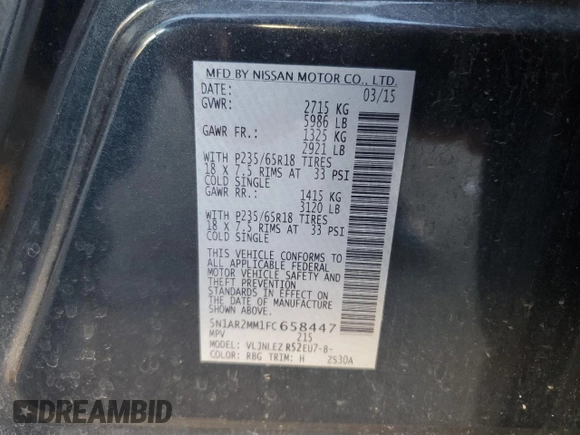 MFD BY NISSAN MOTOR CO., LTD.
DATE: 03/15
GVWR: 2715 KG
5986 LB
GAWR FR.: 1325 KG
2921 LB
WITH P235/65R18 TIRES
18 X 7.5 RIMS AT 33 PSI
COLD SINGLE
GAWR RR.: 1415 KG
3120 LB
WITH P235/65R18 TIRES
18 X 7.5 RIMS AT 33 PSI
COLD SINGLE
THIS VEHICLE CONFORMS TO
ALL APPLICABLE FEDERAL
MOTOR VEHICLE SAFETY AND
THEFT PREVENTION
STANDARDS IN EFFECT ON
THE DATE OF MANUFACTURE
SHOWN ABOVE.
5N1AR2MM1FC658447
MPV 215
MODEL: VLJNLEZ R52EU7-B-
COLOR: RBG TRIM: H 2S30A
DREAMBID